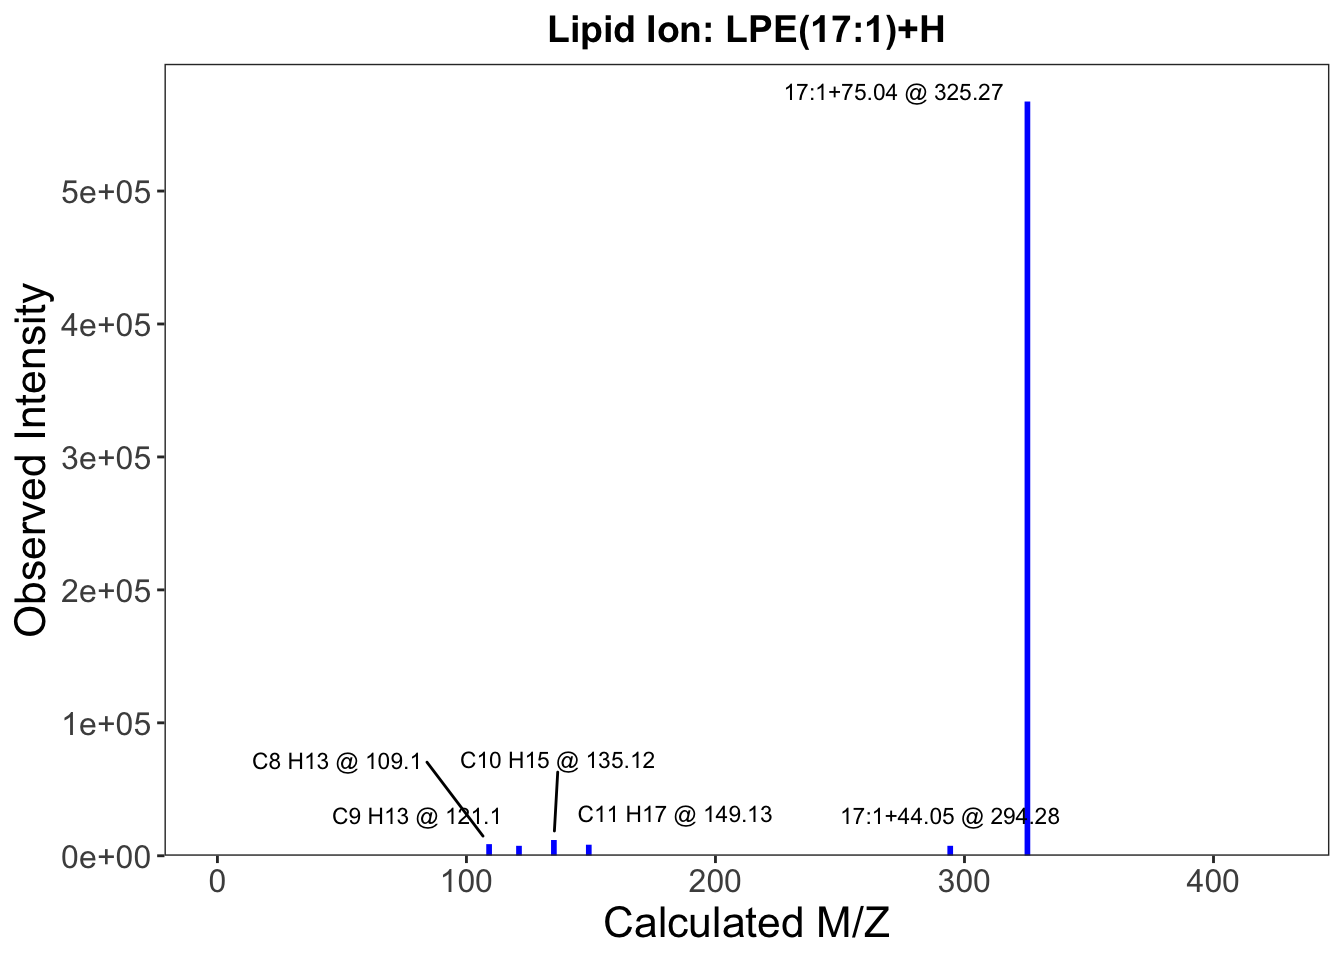 Lipid Ion: LPE(17:1)+H
17:1+75.04 @ 325.27
5e+05
4e+05
3e+05
2e+05
1e+05
0e+00
Observed Intensity
C8 H13 @ 109.1
C10 H15 @ 135.12
C9 H13 @ 121.1
C11 H17 @ 149.13
17:1+44.05 @ 294.28
0
100
200
300
400
Calculated M/Z